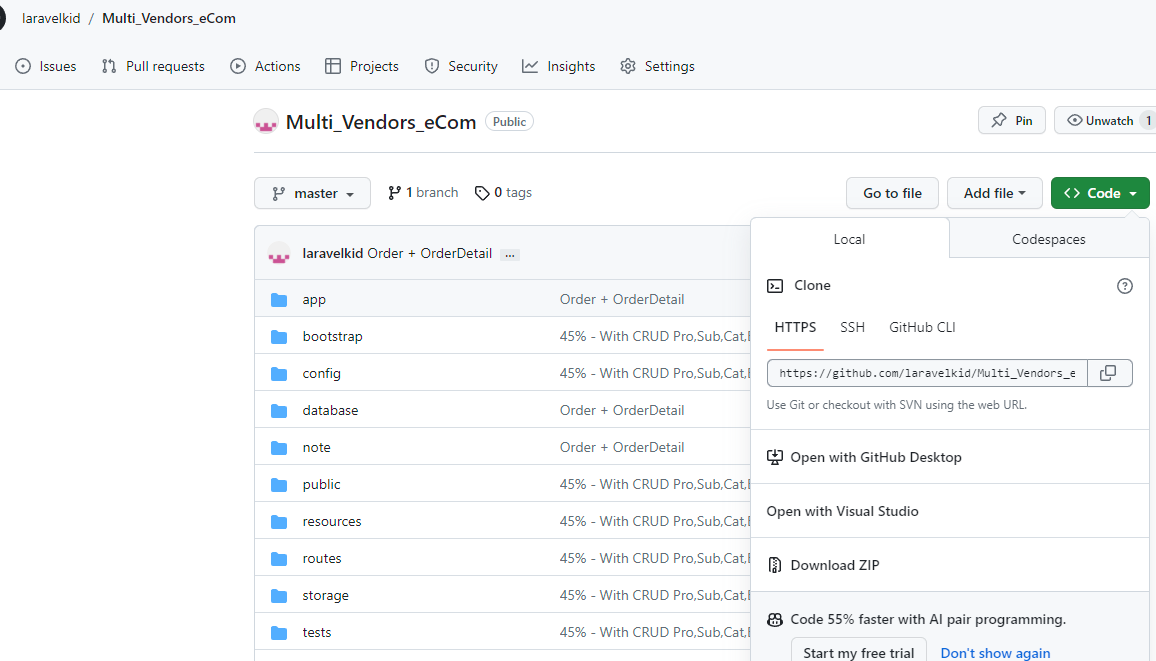 laravelkid / Multi_Vendors_eCom
Issues Pull requests Actions Projects Security Insights Settings
Multi_Vendors_eCom Public Pin Unwatch 1
master 1 branch 0 tags Go to file Add file Code
Local Codespaces
laravelkid Order + OrderDetail ...
Clone
app Order + OrderDetail
HTTPS SSH GitHub CLI
bootstrap 45% - With CRUD Pro,Sub,Cat,
https://github.com/laravelkid/Multi_Vendors_e
config 45% - With CRUD Pro,Sub,Cat,
Use Git or checkout with SVN using the web URL.
database Order + OrderDetail
note Order + OrderDetail
Open with GitHub Desktop
public 45% - With CRUD Pro,Sub,Cat,
Open with Visual Studio
resources 45% - With CRUD Pro,Sub,Cat,
routes 45% - With CRUD Pro,Sub,Cat,
Download ZIP
storage 45% - With CRUD Pro,Sub,Cat,
Code 55% faster with AI pair programming.
tests 45% - With CRUD Pro,Sub,Cat,
Start my free trial Don't show again